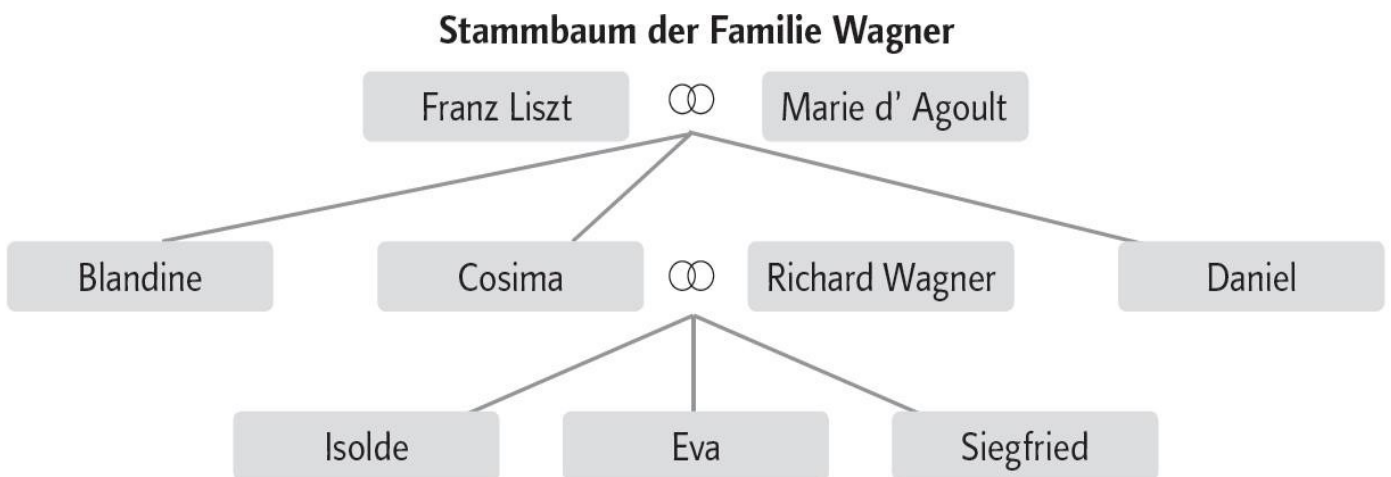 Stammbaum der Familie Wagner
Franz Liszt Marie d' Agoult
Blandine Cosima Richard Wagner Daniel
Isolde Eva Siegfried